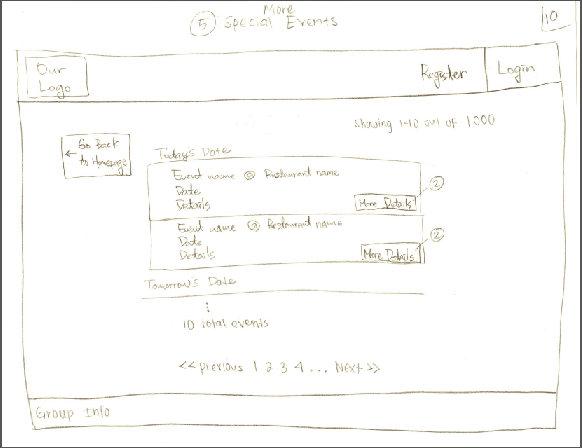 More
⑤ Special Events
10
Our
Logo
Register
Login
Showing 1-10 out of 1000
← Go Back
to Homepage
Today's Date
Event name @ Restaurant name
Date
Details
More Details
②
Event name @ Restaurant name
Date
Details
More Details
②
Tomorrow's Date
⋮
10 total events
<< previous 1 2 3 4 ... Next >>
Group Info